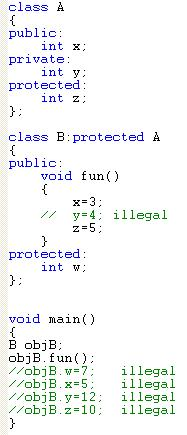 class A
{
public:
int x;
private:
int y;
protected:
int z;
};
class B:protected A
{
public:
void fun()
{
x=3;
// y=4; illegal
z=5;
}
protected:
int w;
};
void main()
{
B objB;
objB.fun();
//objB.w=7; illegal
//objB.x=5; illegal
//objB.y=12; illegal
//objB.z=10; illegal
}